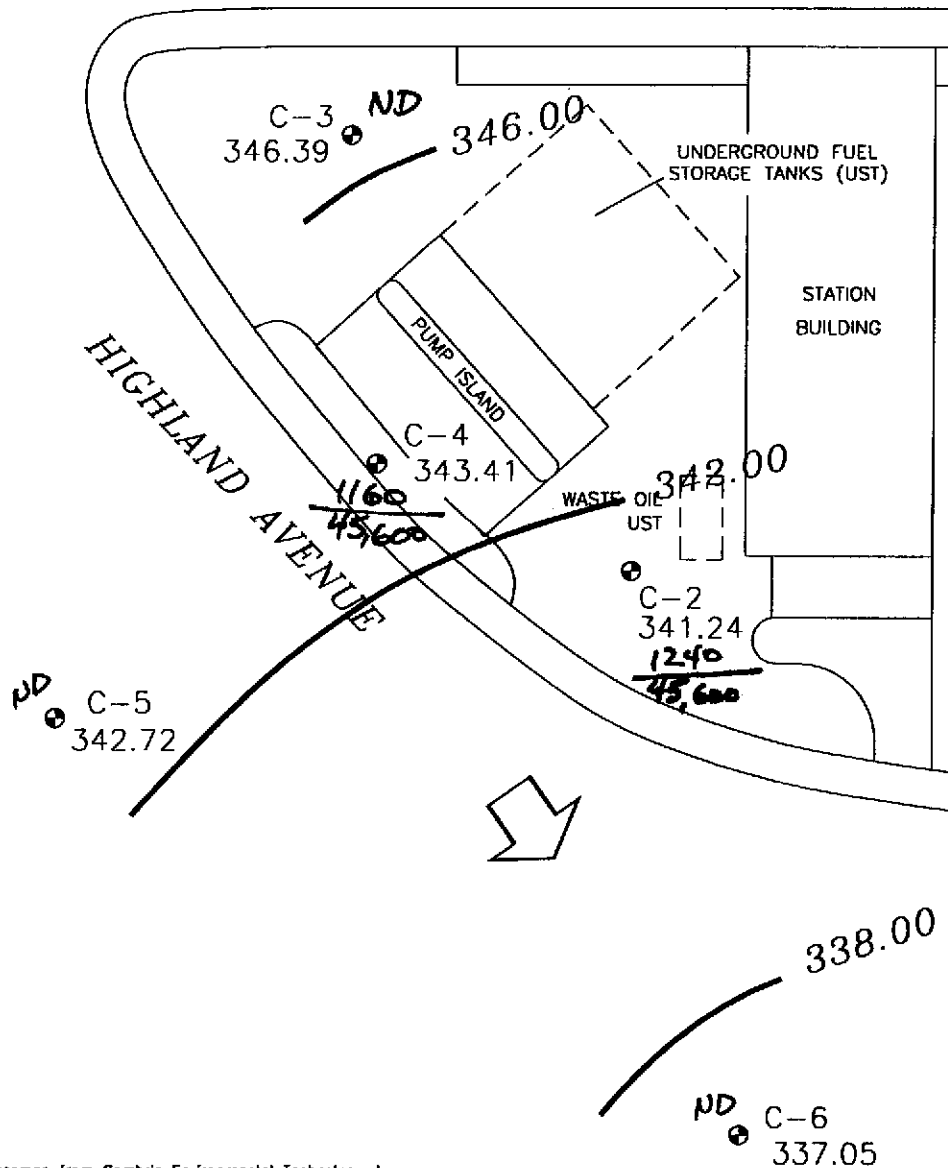 C-3 ND
346.39
346.00
UNDERGROUND FUEL
STORAGE TANKS (UST)
STATION
BUILDING
PUMP ISLAND
HIGHLAND AVENUE
C-4
343.41
1160
45,600
342.00
WASTE OIL
UST
C-2
341.24
1240
45,600
ND C-5
342.72
338.00
ND C-6
337.05